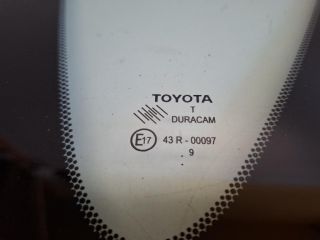 TOYOTA
T
DURACAM
E17 43 R - 00097
9